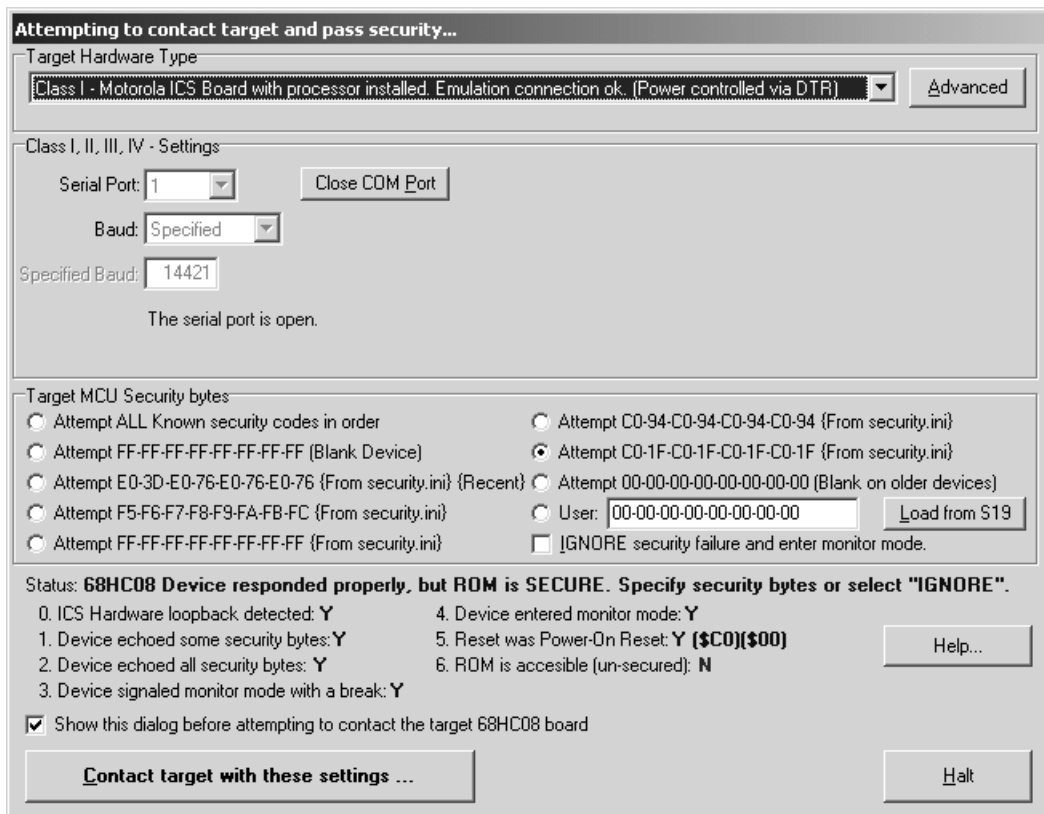 Attempting to contact target and pass security...
Target Hardware Type
Class I - Motorola ICS Board with processor installed. Emulation connection ok. (Power controlled via DTR)
Advanced
Class I, II, III, IV - Settings
Serial Port: 1
Close COM Port
Baud: Specified
Specified Baud: 14421
The serial port is open.
Target MCU Security bytes
Attempt ALL Known security codes in order
Attempt FF-FF-FF-FF-FF-FF-FF-FF (Blank Device)
Attempt E0-3D-E0-76-E0-76-E0-76 {From security.ini} {Recent}
Attempt F5-F6-F7-F8-F9-FA-FB-FC {From security.ini}
Attempt FF-FF-FF-FF-FF-FF-FF-FF {From security.ini}
Attempt C0-94-C0-94-C0-94-C0-94 {From security.ini}
Attempt C0-1F-C0-1F-C0-1F-C0-1F {From security.ini}
Attempt 00-00-00-00-00-00-00-00 (Blank on older devices)
User: 00-00-00-00-00-00-00-00
Load from S19
IGNORE security failure and enter monitor mode.
Status: 68HC08 Device responded properly, but ROM is SECURE. Specify security bytes or select "IGNORE".
0. ICS Hardware loopback detected: Y
1. Device echoed some security bytes: Y
2. Device echoed all security bytes: Y
3. Device signaled monitor mode with a break: Y
4. Device entered monitor mode: Y
5. Reset was Power-On Reset: Y ($C0)($00)
6. ROM is accesible (un-secured): N
Help...
Show this dialog before attempting to contact the target 68HC08 board
Contact target with these settings ...
Halt